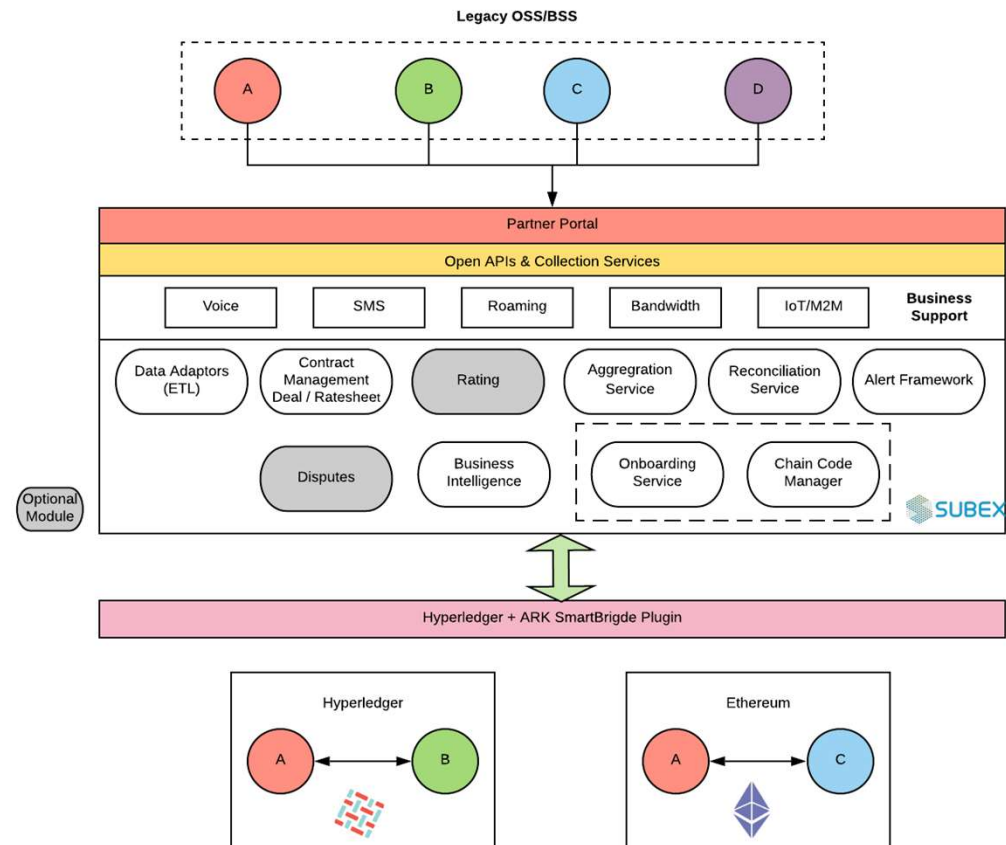 Legacy OSS/BSS
A
B
C
D
Partner Portal
Open APIs & Collection Services
Voice
SMS
Roaming
Bandwidth
IoT/M2M
Business
Support
Data Adaptors
(ETL)
Contract
Management
Deal / Ratesheet
Rating
Aggregration
Service
Reconciliation
Service
Alert Framework
Disputes
Business
Intelligence
Onboarding
Service
Chain Code
Manager
Optional
Module
SUBEX
Hyperledger + ARK SmartBrigde Plugin
Hyperledger
A
B
Ethereum
A
C